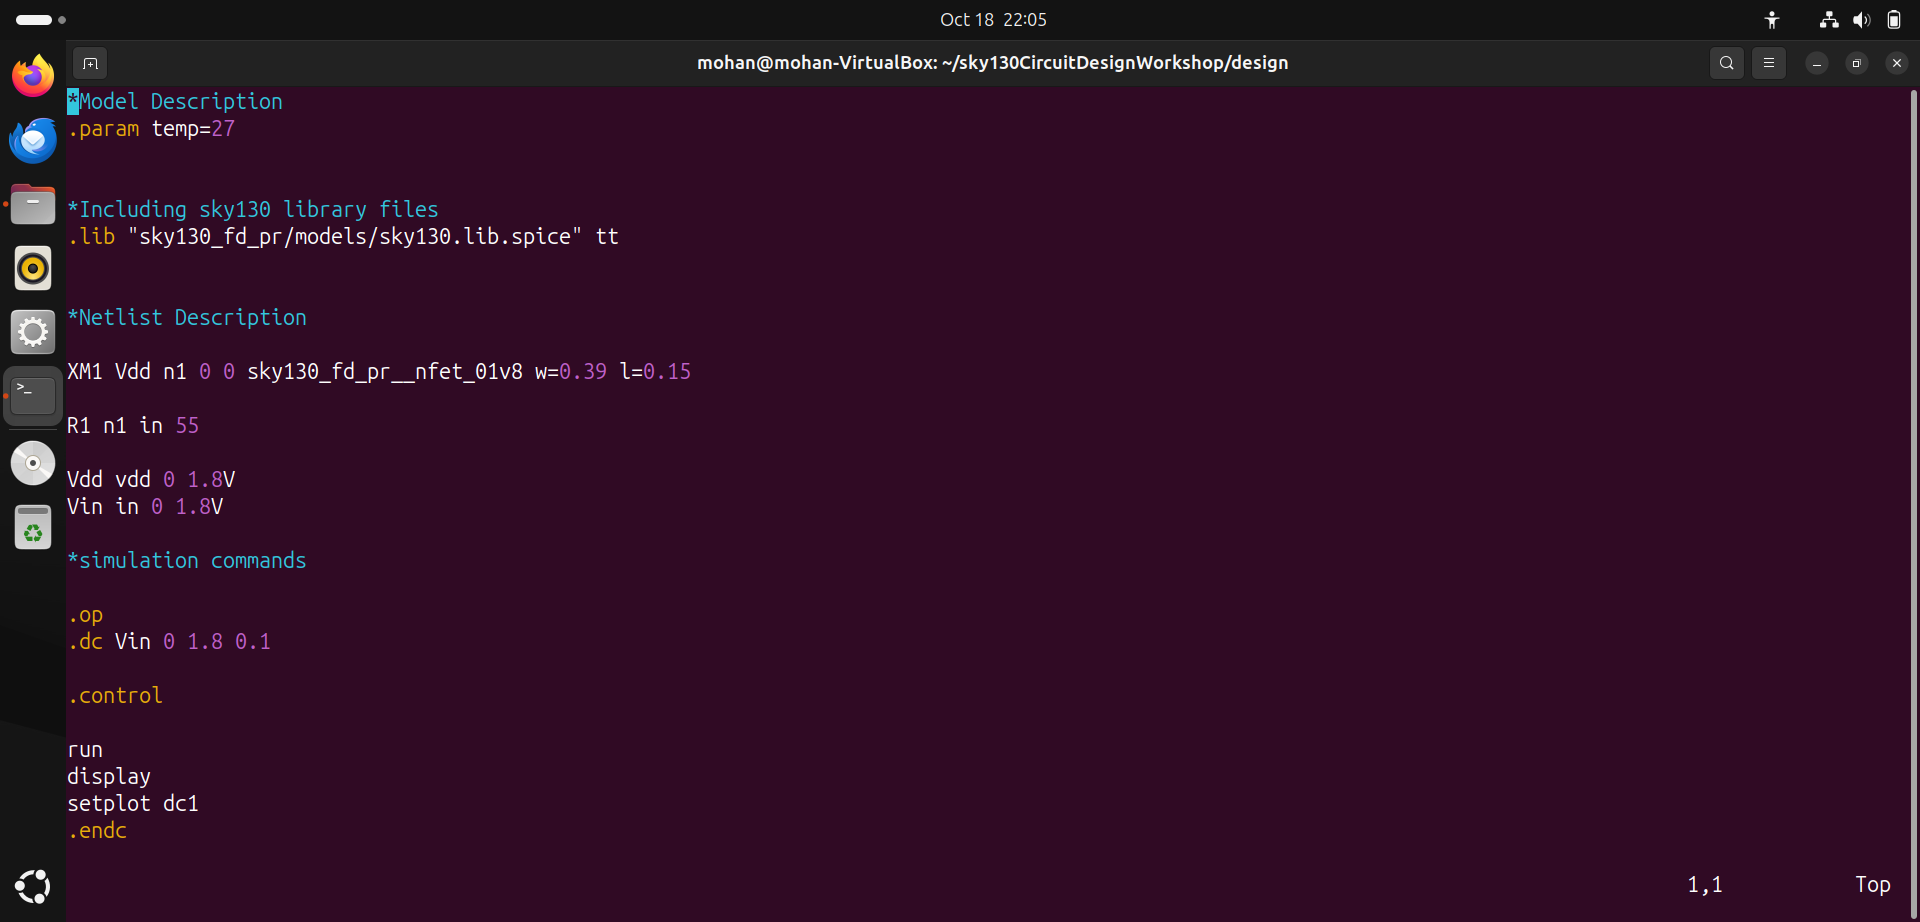 Oct 18 22:05
mohan@mohan-VirtualBox: ~/sky130CircuitDesignWorkshop/design
*Model Description
.param temp=27
*Including sky130 library files
.lib "sky130_fd_pr/models/sky130.lib.spice" tt
*Netlist Description
XM1 Vdd n1 0 0 sky130_fd_pr__nfet_01v8 w=0.39 l=0.15
R1 n1 in 55
Vdd vdd 0 1.8V
Vin in 0 1.8V
*simulation commands
.op
.dc Vin 0 1.8 0.1
.control
run
display
setplot dc1
.endc
1,1 Top